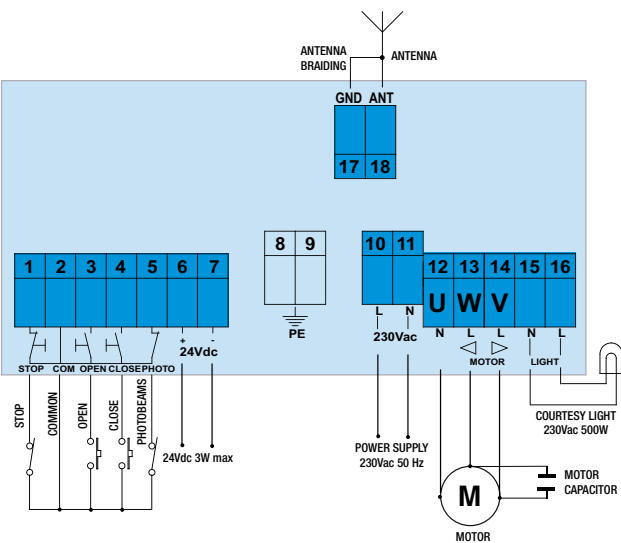 ANTENNA
BRAIDING
ANTENNA
GND ANT
17 18
8 9
10 11
1 2 3 4 5 6 7
12 13 14 15 16
U W V
PE
L N
230Vac
N L L N L
+ -
24Vdc
MOTOR
LIGHT
STOP COM OPEN CLOSE PHOTO
STOP
COMMON
OPEN
CLOSE
PHOTOBEAMS
24Vdc 3W max
POWER SUPPLY
230Vac 50 Hz
COURTESY LIGHT
230Vac 500W
M
MOTOR
CAPACITOR
MOTOR